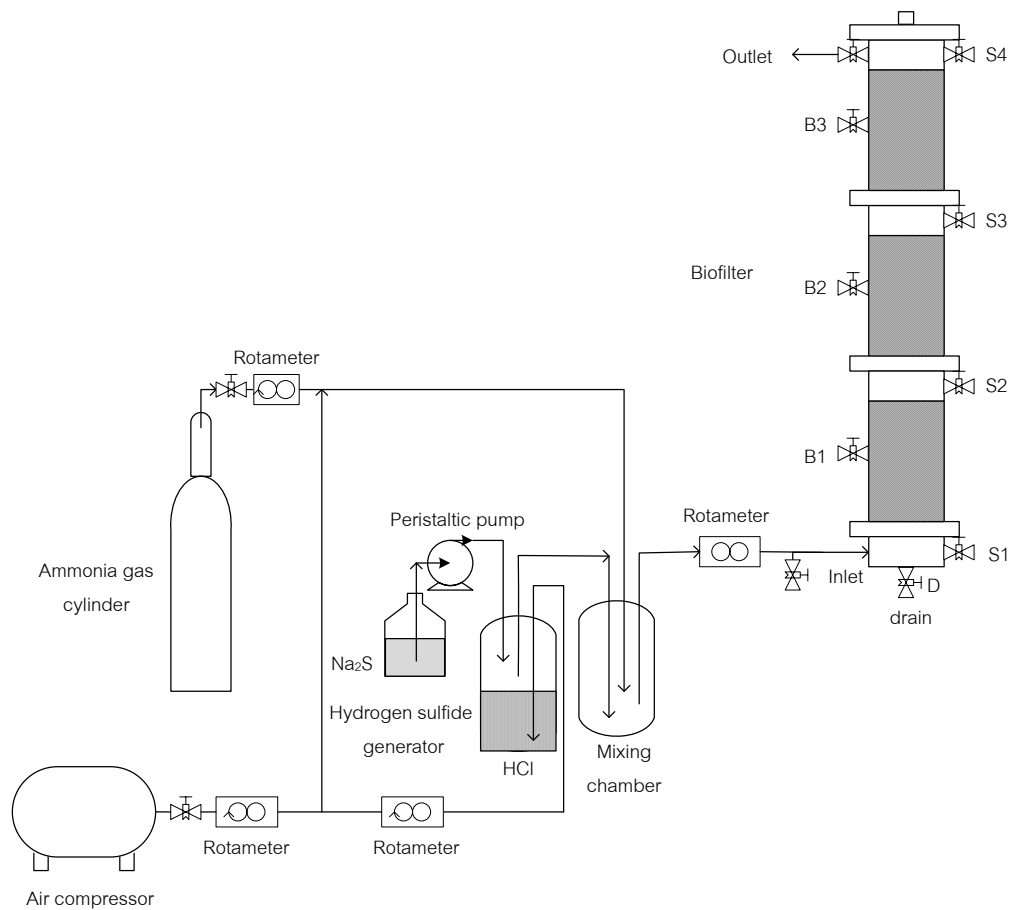 Outlet
S4
B3
S3
Biofilter
B2
Rotameter
S2
B1
Rotameter
Peristaltic pump
Ammonia gas
cylinder
S1
Inlet
D
drain
Na₂S
Hydrogen sulfide
generator
HCl
Mixing
chamber
Rotameter
Rotameter
Air compressor